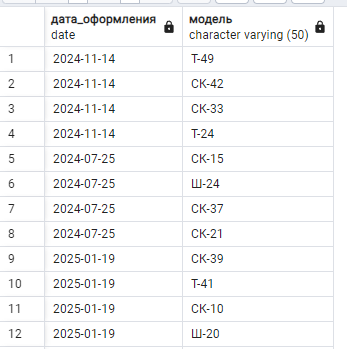 дата_оформления модель
date character varying (50)
1 2024-11-14 Т-49
2 2024-11-14 СК-42
3 2024-11-14 СК-33
4 2024-11-14 Т-24
5 2024-07-25 СК-15
6 2024-07-25 Ш-24
7 2024-07-25 СК-37
8 2024-07-25 СК-21
9 2025-01-19 СК-39
10 2025-01-19 Т-41
11 2025-01-19 СК-10
12 2025-01-19 Ш-20